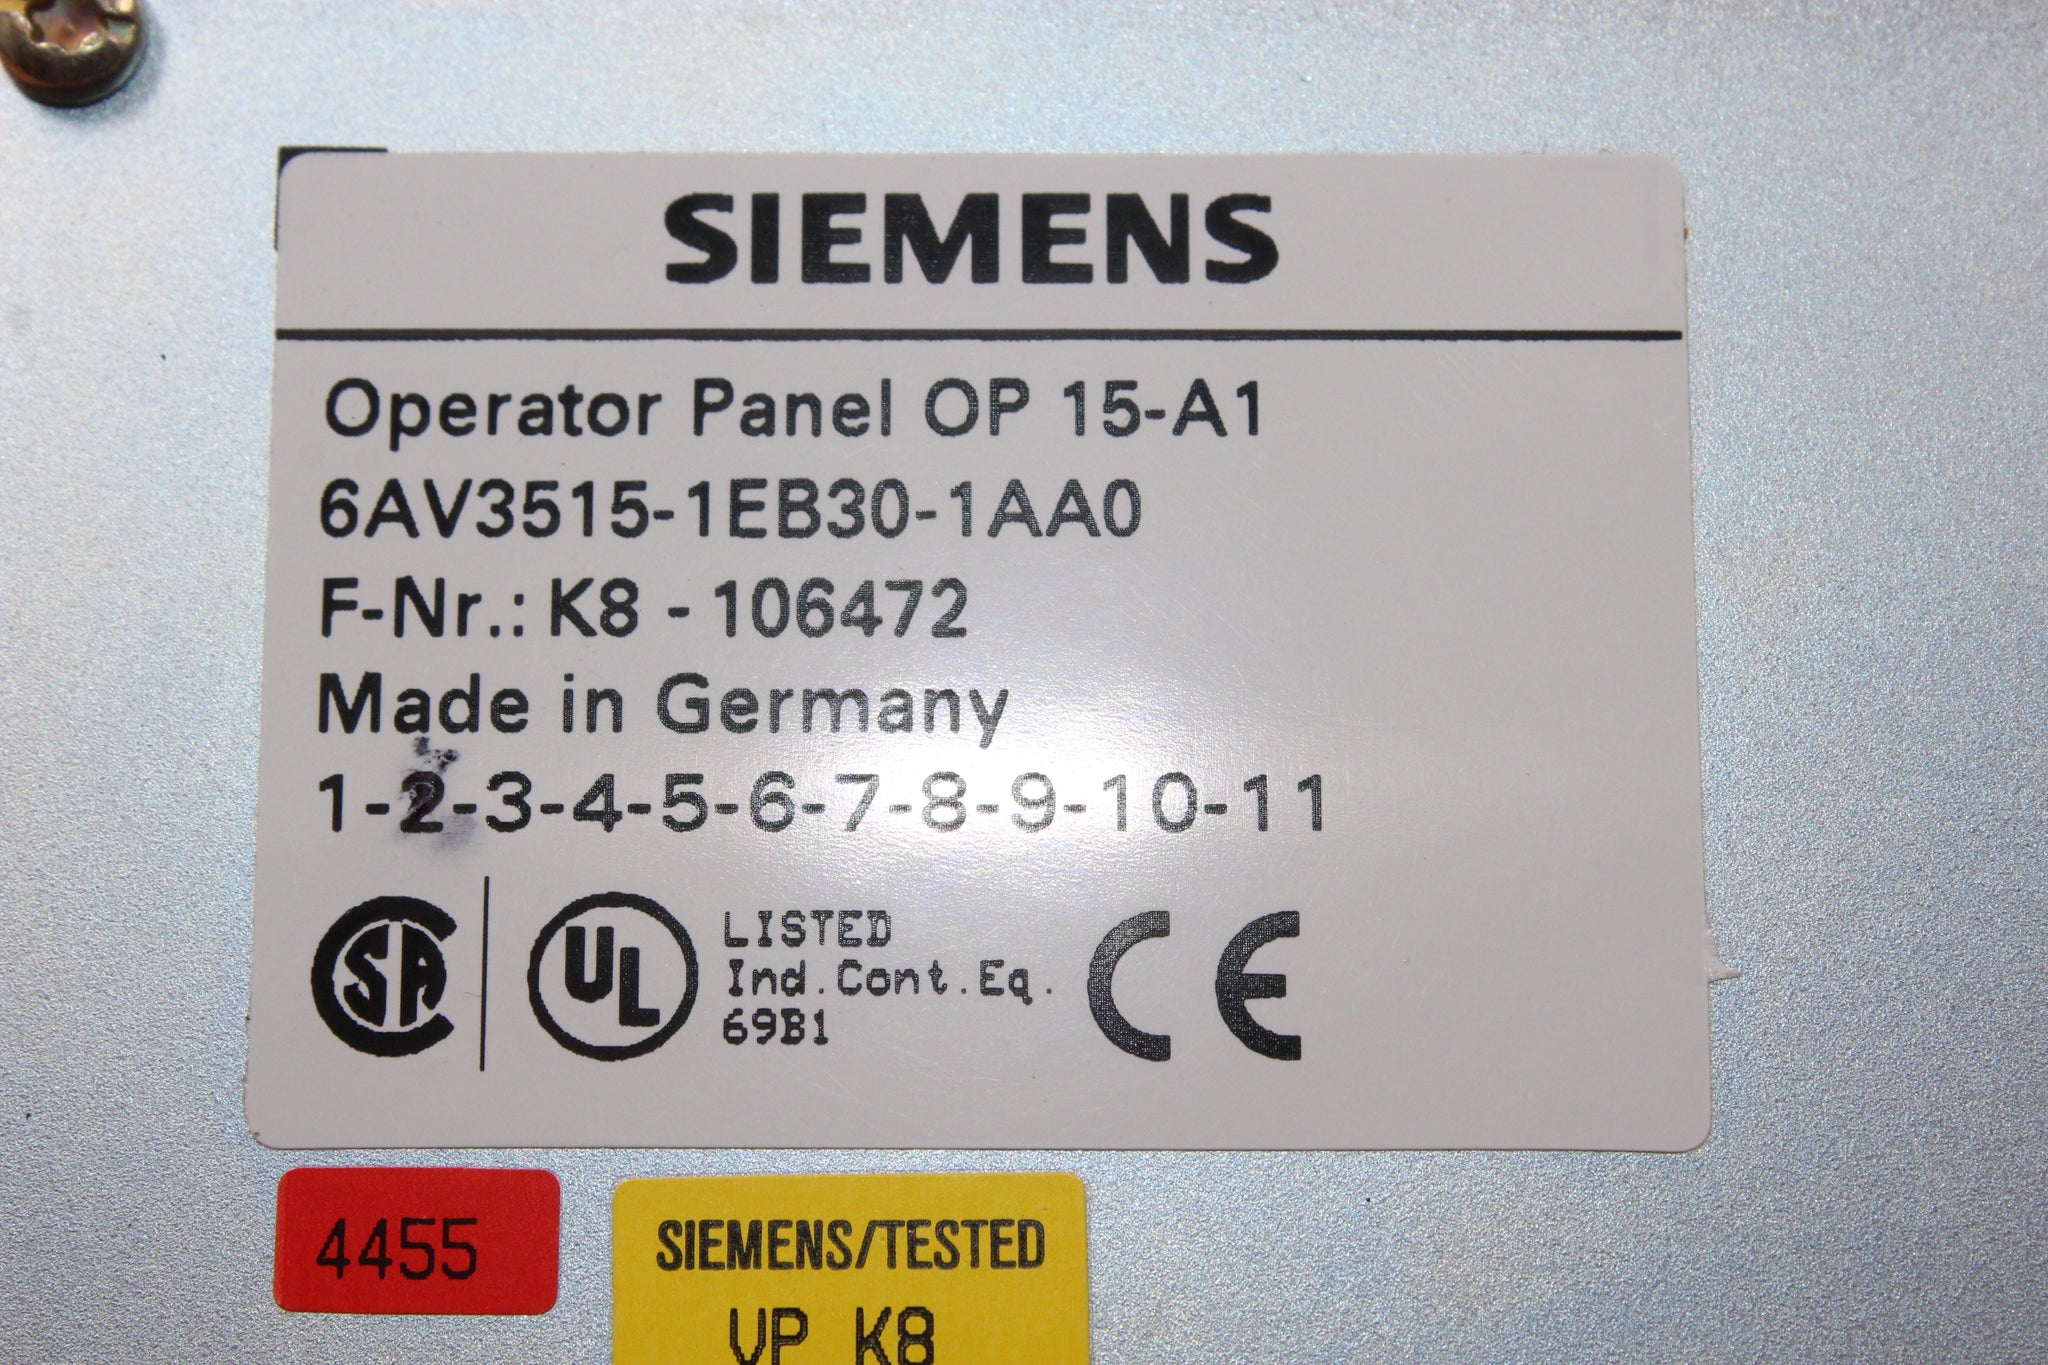 SIEMENS
Operator Panel OP 15-A1
6AV3515-1EB30-1AA0
F-Nr.: K8 - 106472
Made in Germany
1-2-3-4-5-6-7-8-9-10-11
SA
UL
LISTED
Ind.Cont.Eq.
69B1
CE
4455
SIEMENS/TESTED
VP K8